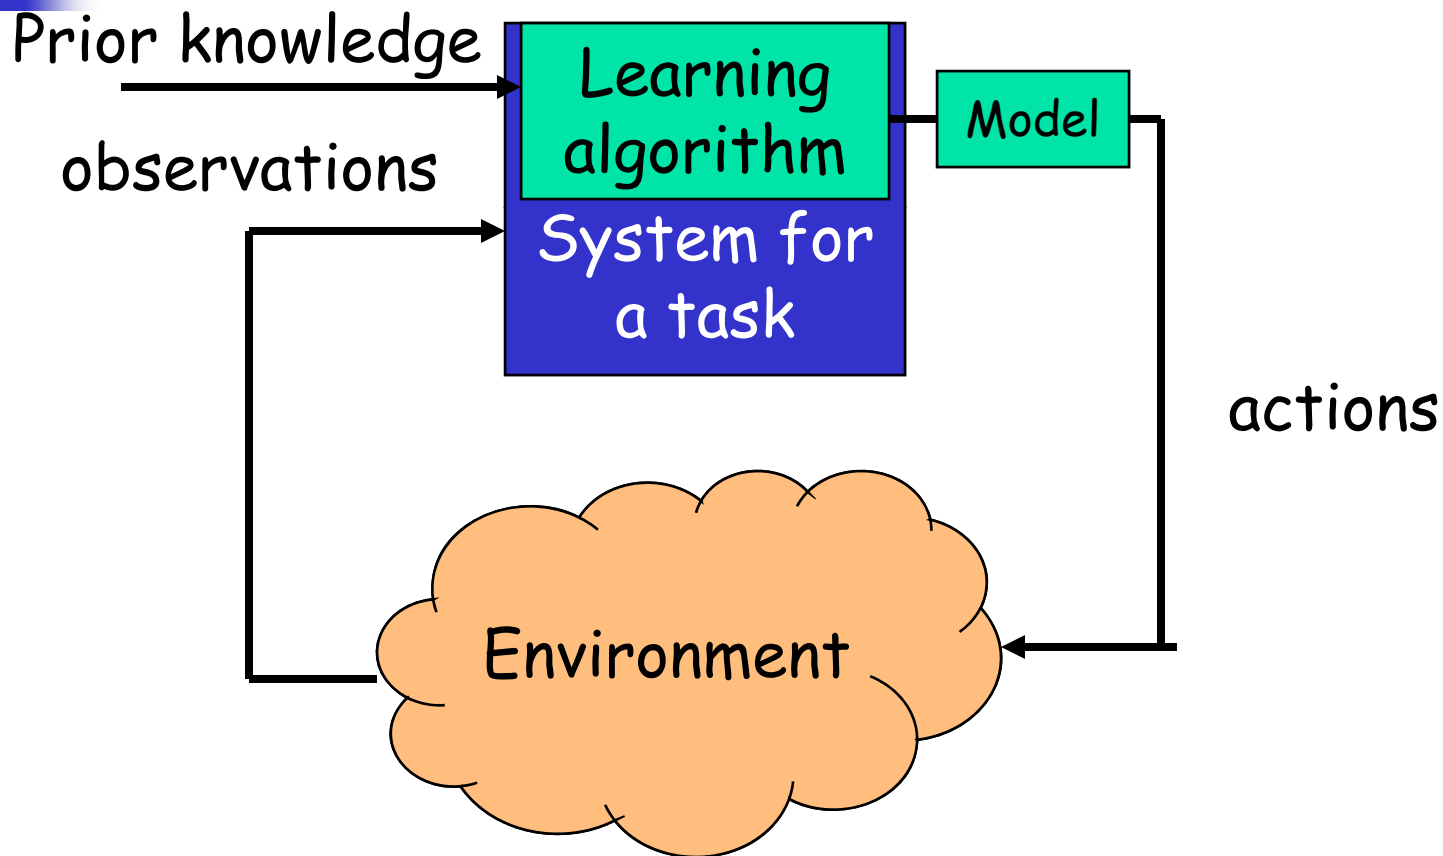 Prior knowledge
Learning
algorithm
Model
observations
System for
a task
actions
Environment